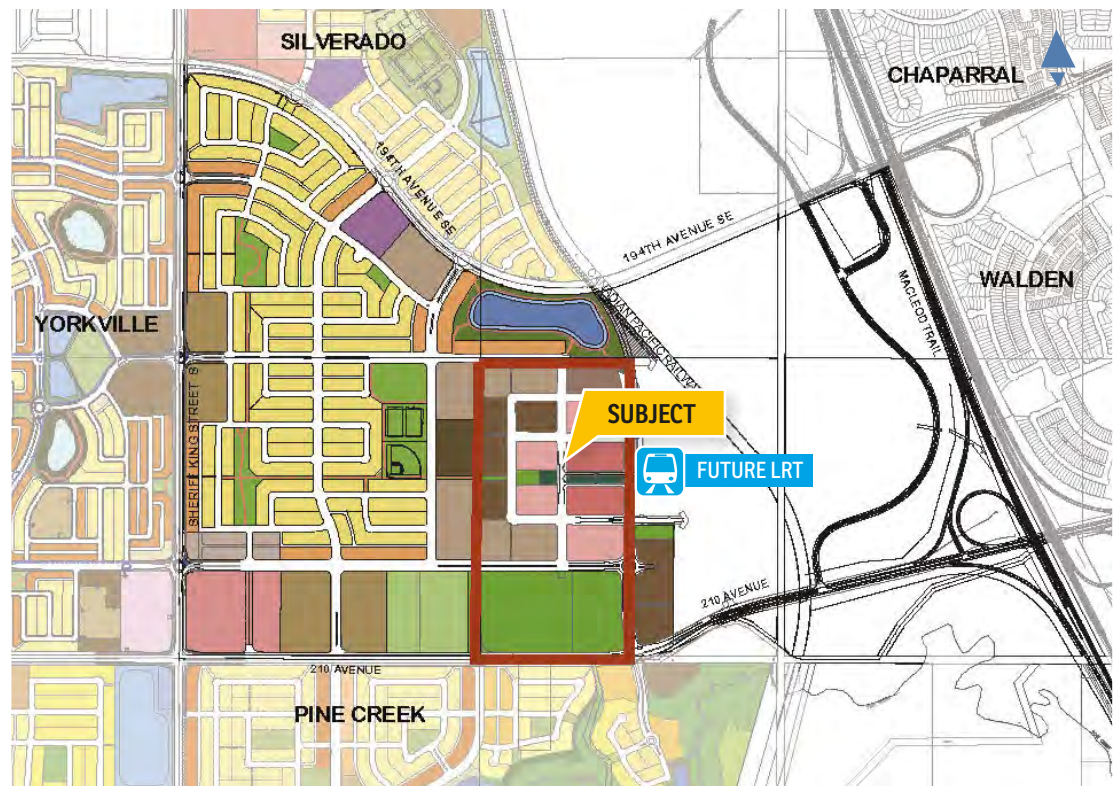 SILVERADO
CHAPARRAL
194TH AVENUE SE
194TH AVENUE SE
MACLEOD TRAIL
WALDEN
CANADIAN PACIFIC RAILWAY
YORKVILLE
SHERIFF KING STREET S
SUBJECT
FUTURE LRT
210 AVENUE
210 AVENUE
PINE CREEK